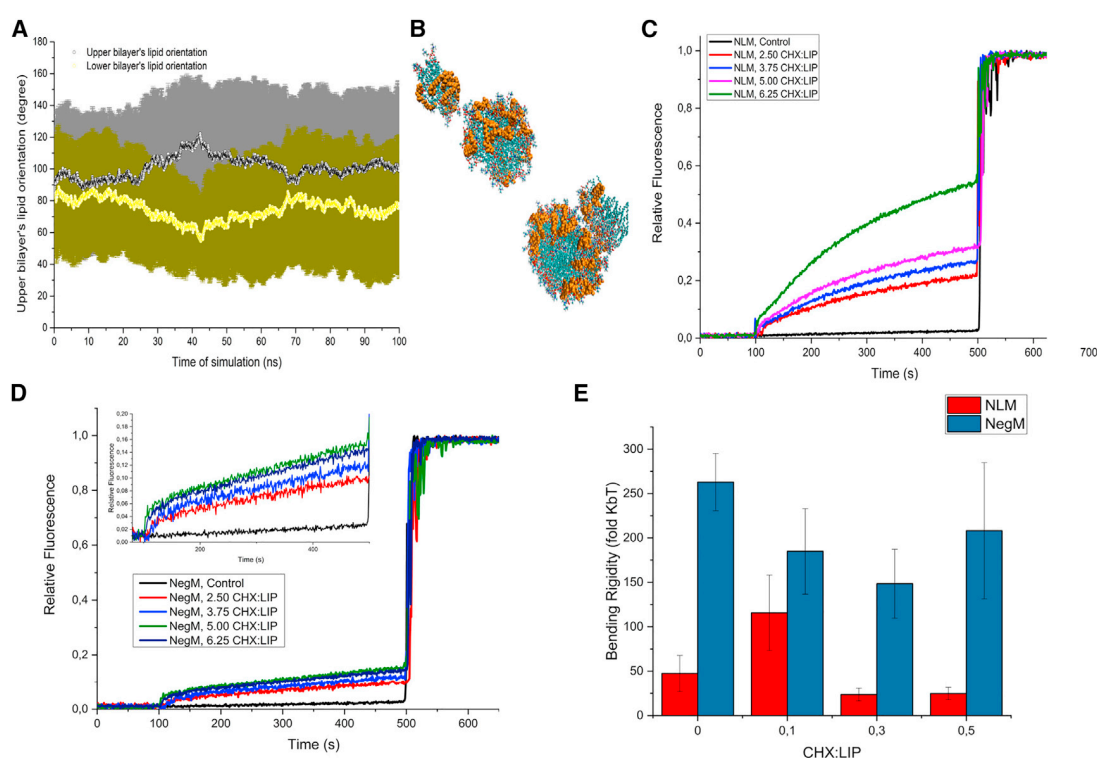 A
180
160
140
120
100
80
60
40
20
0
Upper bilayer's lipid orientation (degree)
Upper bilayer's lipid orientation
Lower bilayer's lipid orientation
0 10 20 30 40 50 60 70 80 90 100
Time of simulation (ns)
B
C
NLM, Control
NLM, 2.50 CHX:LIP
NLM, 3.75 CHX:LIP
NLM, 5.00 CHX:LIP
NLM, 6.25 CHX:LIP
1,0
0,8
0,6
0,4
0,2
0,0
Relative Fluorescence
0 100 200 300 400 500 600 700
Time (s)
D
1,0
0,8
0,6
0,4
0,2
0,0
Relative Fluorescence
0,20
0,18
0,16
0,14
0,12
0,10
0,08
0,06
0,04
0,02
0,00
Relative Fluorescence
200 400
Time (s)
NegM, Control
NegM, 2.50 CHX:LIP
NegM, 3.75 CHX:LIP
NegM, 5.00 CHX:LIP
NegM, 6.25 CHX:LIP
0 100 200 300 400 500 600
Time (s)
E
NLM
NegM
300
250
200
150
100
50
0
Bending Rigidity (fold KbT)
0 0,1 0,3 0,5
CHX:LIP